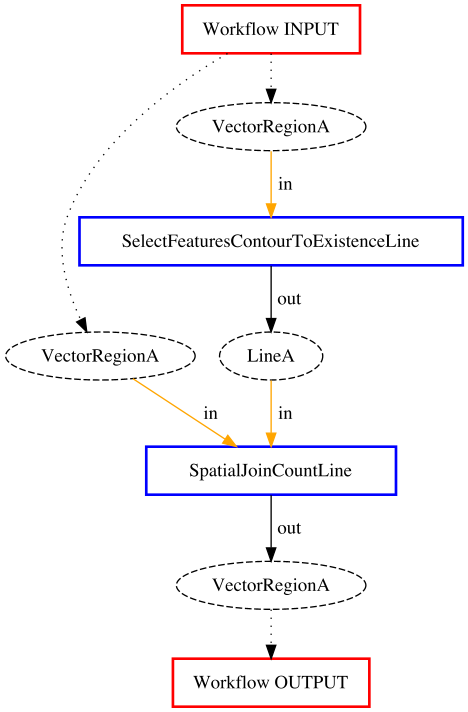 Workflow INPUT
VectorRegionA
in
SelectFeaturesContourToExistenceLine
out
VectorRegionA
LineA
in
in
SpatialJoinCountLine
out
VectorRegionA
Workflow OUTPUT